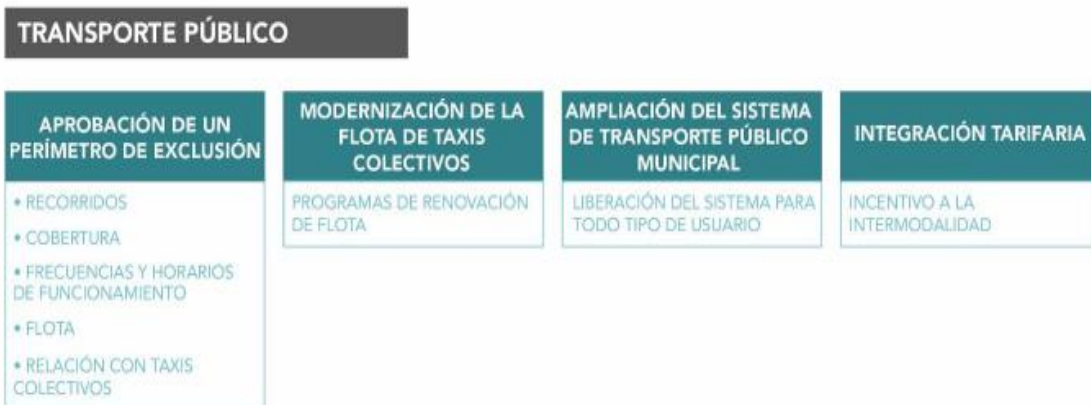 TRANSPORTE PÚBLICO
APROBACIÓN DE UN
PERÍMETRO DE EXCLUSIÓN
• RECORRIDOS
• COBERTURA
• FRECUENCIAS Y HORARIOS
DE FUNCIONAMIENTO
• FLOTA
• RELACIÓN CON TAXIS
COLECTIVOS
MODERNIZACIÓN DE LA
FLOTA DE TAXIS
COLECTIVOS
PROGRAMAS DE RENOVACIÓN
DE FLOTA
AMPLIACIÓN DEL SISTEMA
DE TRANSPORTE PÚBLICO
MUNICIPAL
LIBERACIÓN DEL SISTEMA PARA
TODO TIPO DE USUARIO
INTEGRACIÓN TARIFARIA
INCENTIVO A LA
INTERMODALIDAD